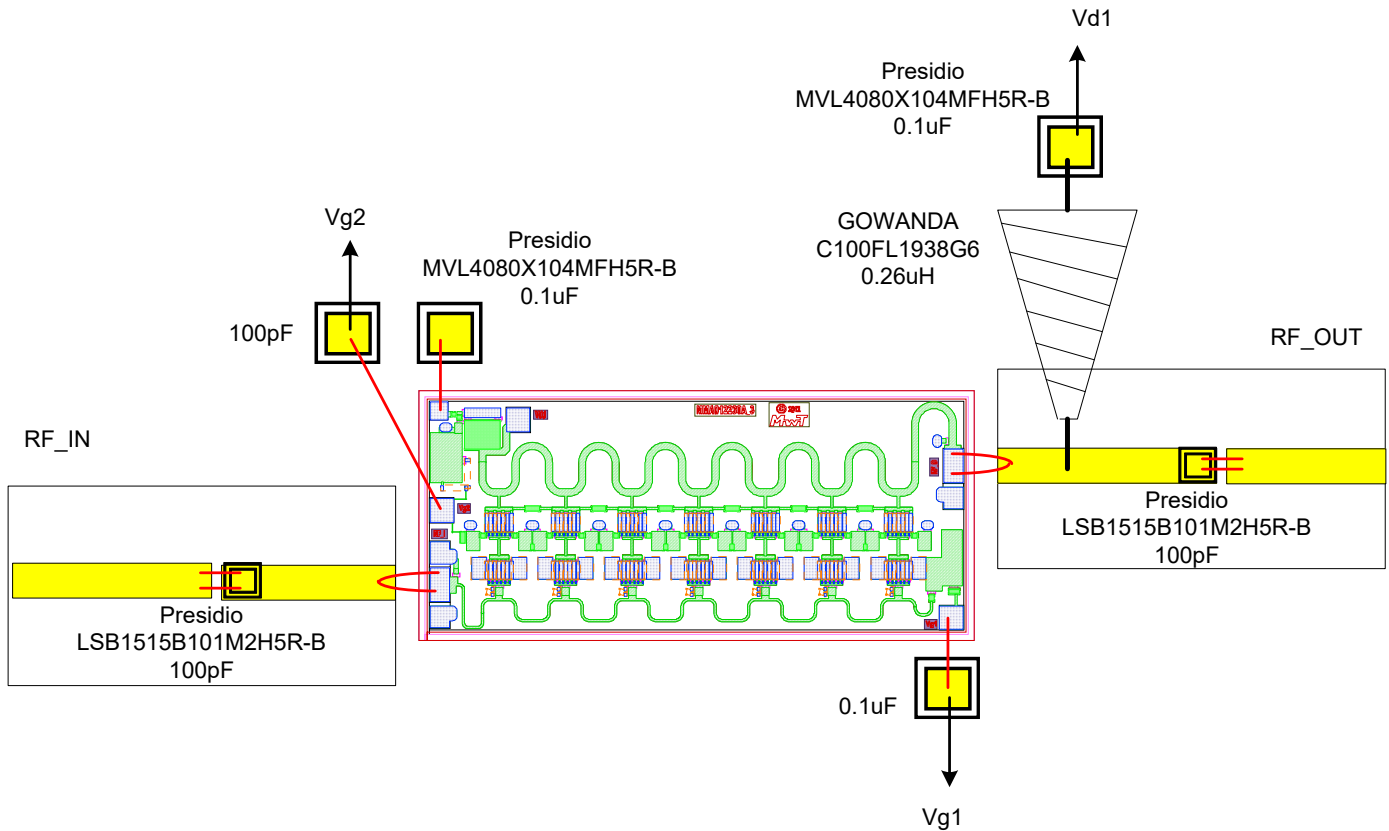 Vd1
Presidio
MVL4080X104MFH5R-B
0.1uF
Vg2
Presidio
MVL4080X104MFH5R-B
0.1uF
100pF
GOWANDA
C100FL1938G6
0.26uH
RF_OUT
RF_IN
MwT
Presidio
LSB1515B101M2H5R-B
100pF
Presidio
LSB1515B101M2H5R-B
100pF
0.1uF
Vg1